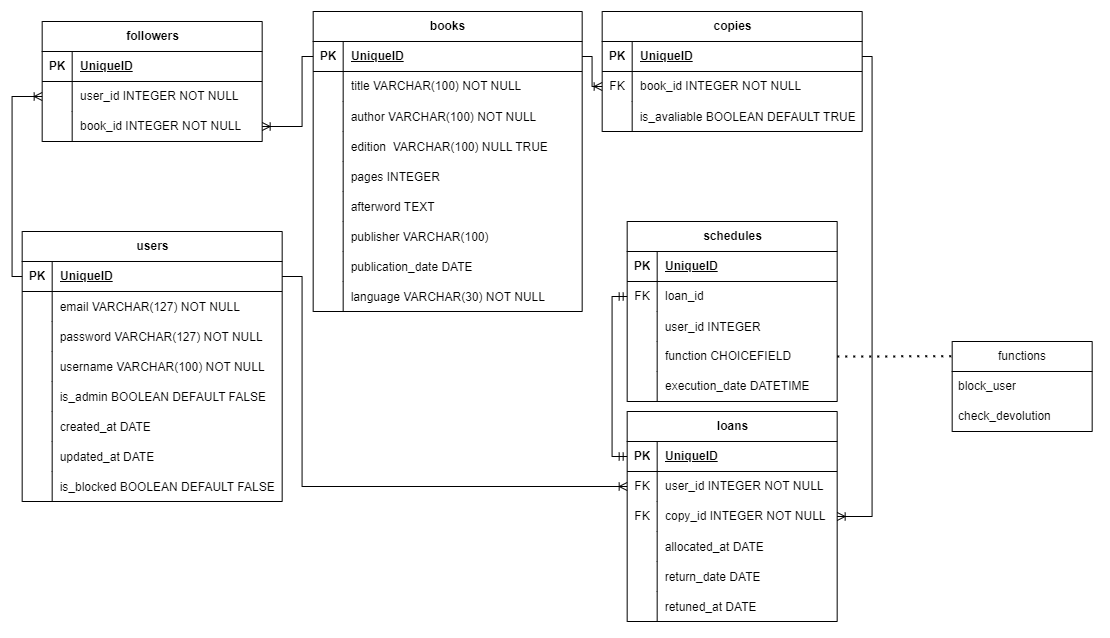 followers
PK UniqueID
user_id INTEGER NOT NULL
book_id INTEGER NOT NULL
books
PK UniqueID
title VARCHAR(100) NOT NULL
author VARCHAR(100) NOT NULL
edition VARCHAR(100) NULL TRUE
pages INTEGER
afterword TEXT
publisher VARCHAR(100)
publication_date DATE
language VARCHAR(30) NOT NULL
copies
PK UniqueID
FK book_id INTEGER NOT NULL
is_avaliable BOOLEAN DEFAULT TRUE
users
PK UniqueID
email VARCHAR(127) NOT NULL
password VARCHAR(127) NOT NULL
username VARCHAR(100) NOT NULL
is_admin BOOLEAN DEFAULT FALSE
created_at DATE
updated_at DATE
is_blocked BOOLEAN DEFAULT FALSE
schedules
PK UniqueID
FK loan_id
user_id INTEGER
function CHOICEFIELD
execution_date DATETIME
functions
block_user
check_devolution
loans
PK UniqueID
FK user_id INTEGER NOT NULL
FK copy_id INTEGER NOT NULL
allocated_at DATE
return_date DATE
retuned_at DATE